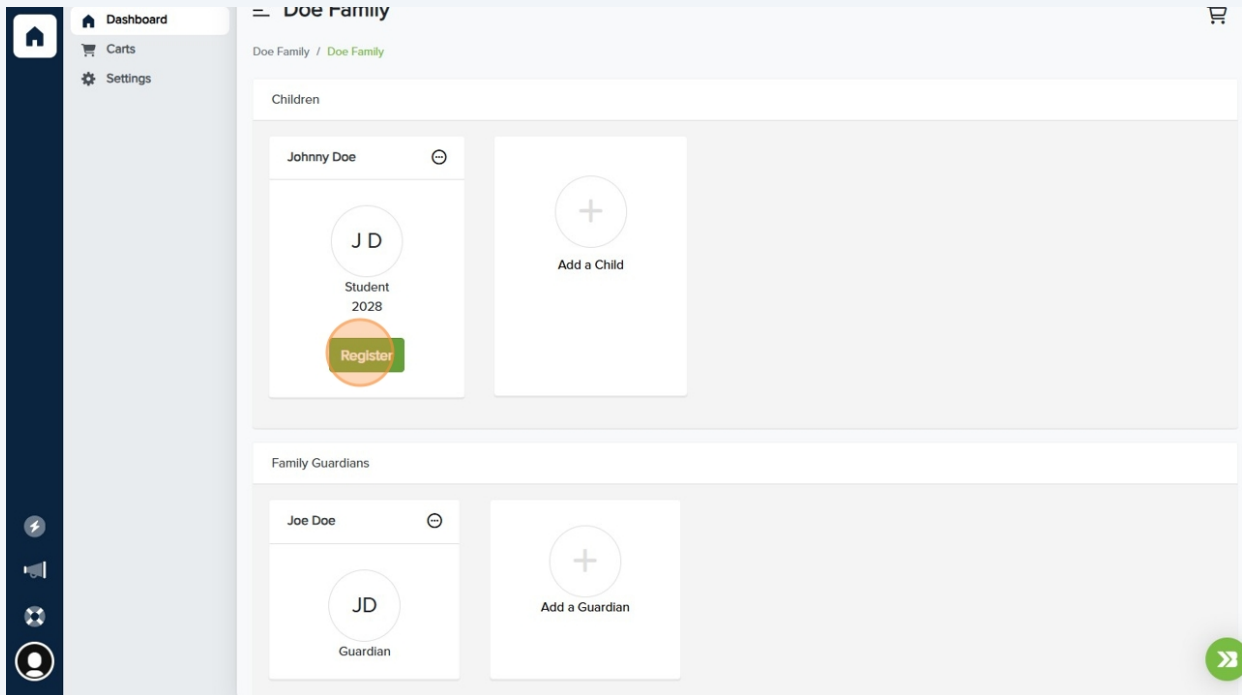 Dashboard
Carts
Settings
Doe Family
Doe Family / Doe Family
Children
Johnny Doe
J D
Student
2028
Register
Add a Child
Family Guardians
Joe Doe
JD
Guardian
Add a Guardian